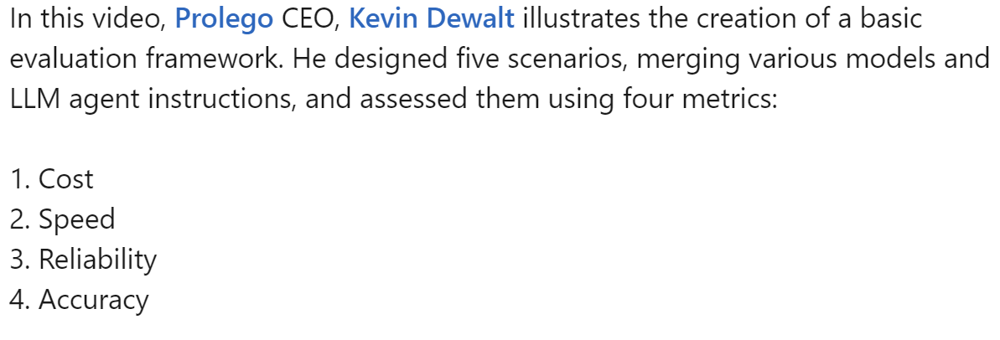 In this video, Prolego CEO, Kevin Dewalt illustrates the creation of a basic
evaluation framework. He designed five scenarios, merging various models and
LLM agent instructions, and assessed them using four metrics:
1. Cost
2. Speed
3. Reliability
4. Accuracy